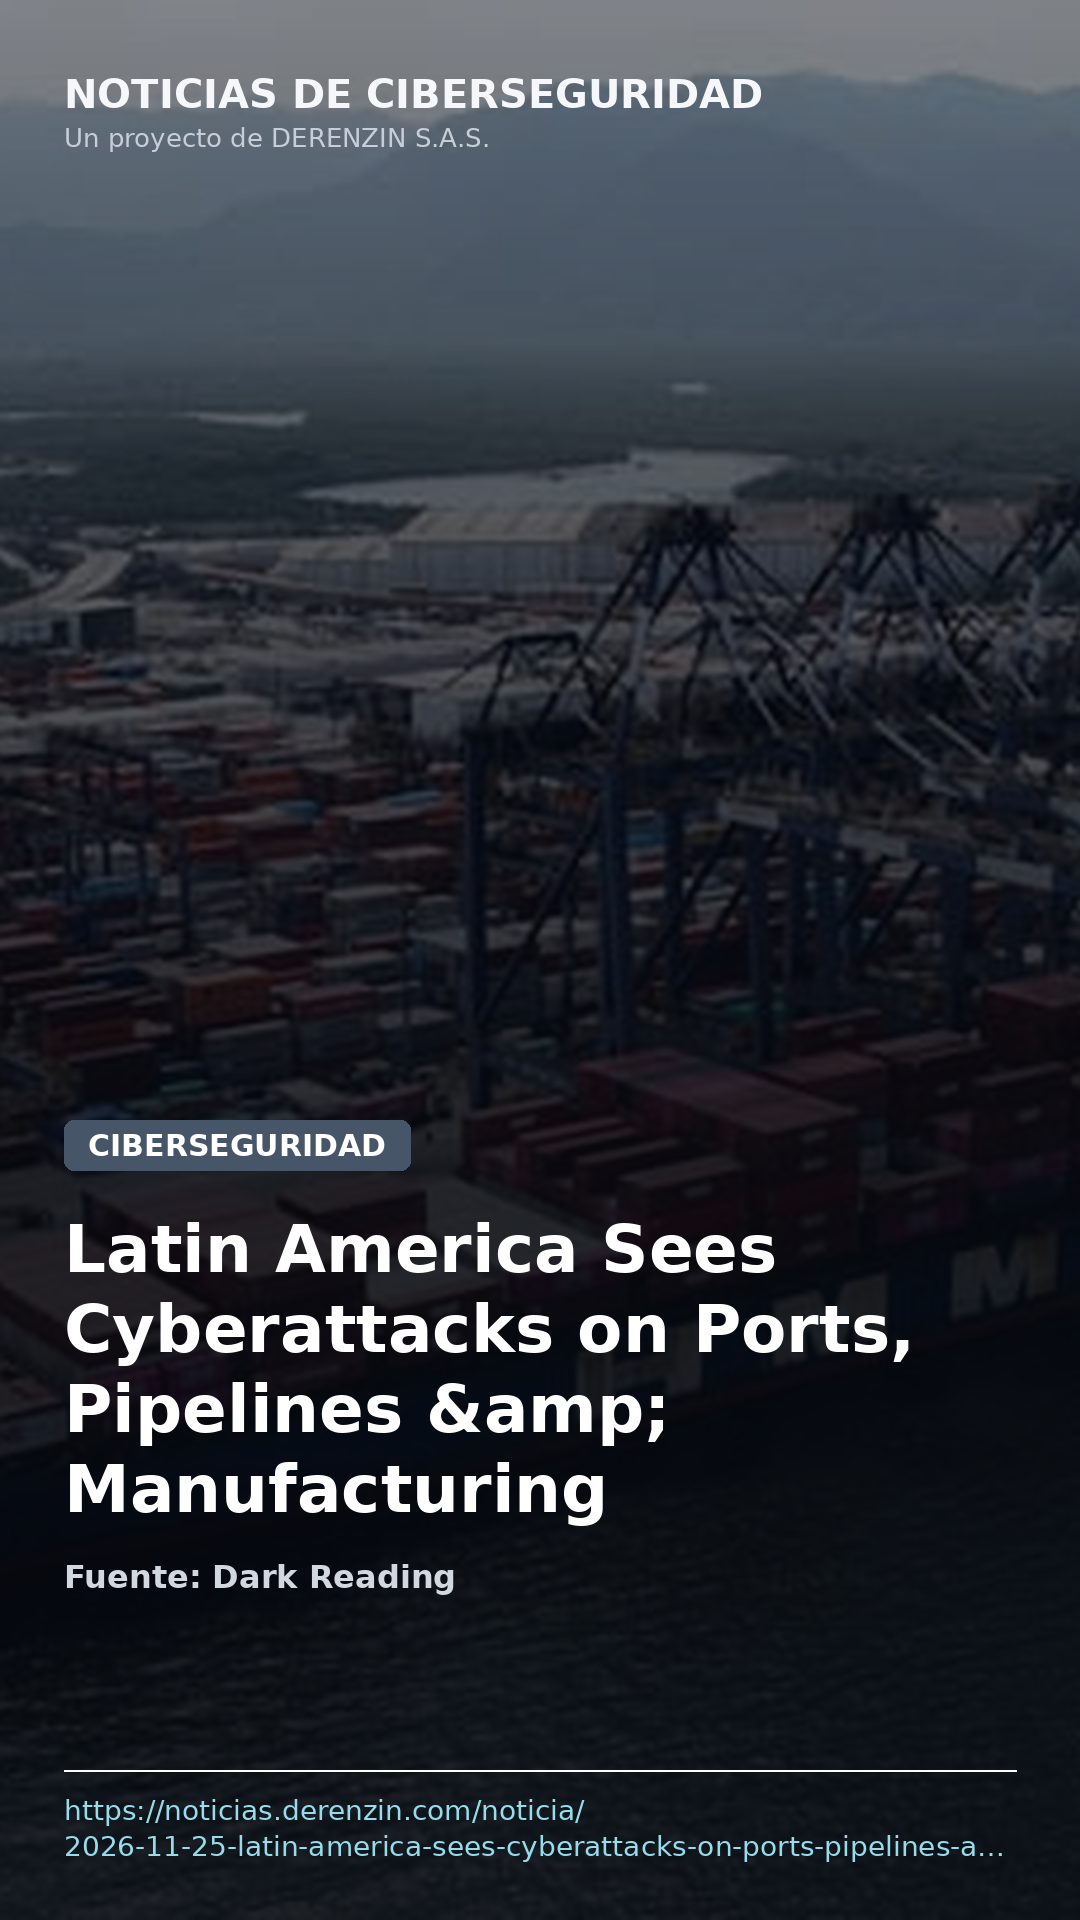 NOTICIAS DE CIBERSEGURIDAD
Un proyecto de DERENZIN S.A.S.
CIBERSEGURIDAD
Latin America Sees
Cyberattacks on Ports,
Pipelines &amp;
Manufacturing
HMM
Fuente: Dark Reading
https://noticias.derenzin.com/noticia/
2026-11-25-latin-america-sees-cyberattacks-on-ports-pipelines-a...